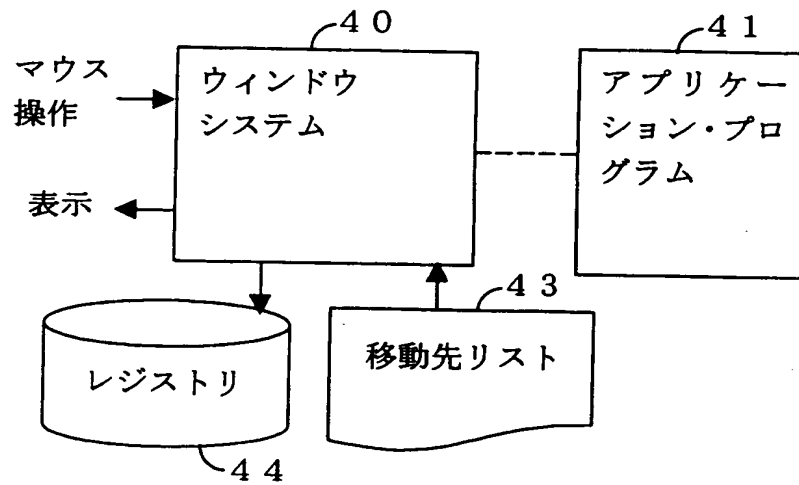 ４０
４１
マウス
操作
ウィンドウ
システム
アプリケー
ション・プロ
グラム
表示
４３
移動先リスト
レジストリ
４４